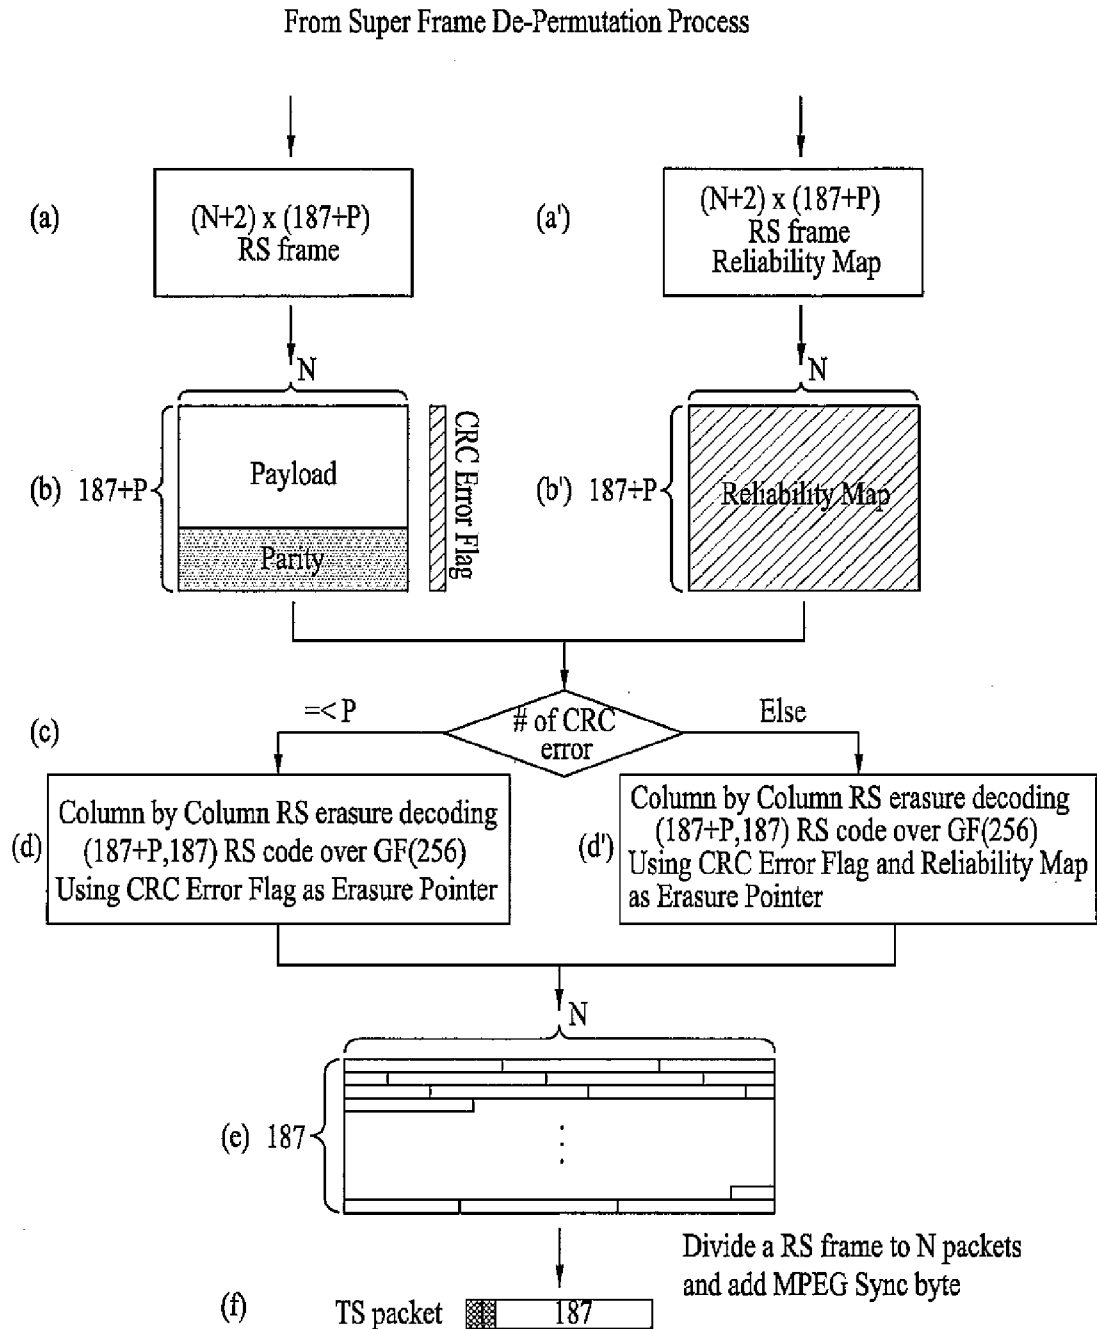 From Super Frame De-Permutation Process
(a)
(N+2) x (187+P)
RS frame
(a')
(N+2) x (187+P)
RS frame
Reliability Map
N
N
(b)
187+P
Payload
Parity
CRC Error Flag
(b')
187+P
Reliability Map
(c)
=< P
# of CRC
error
Else
(d)
Column by Column RS erasure decoding
(187+P,187) RS code over GF(256)
Using CRC Error Flag as Erasure Pointer
(d')
Column by Column RS erasure decoding
(187+P,187) RS code over GF(256)
Using CRC Error Flag and Reliability Map
as Erasure Pointer
N
(e)
187
Divide a RS frame to N packets
and add MPEG Sync byte
(f)
TS packet
187